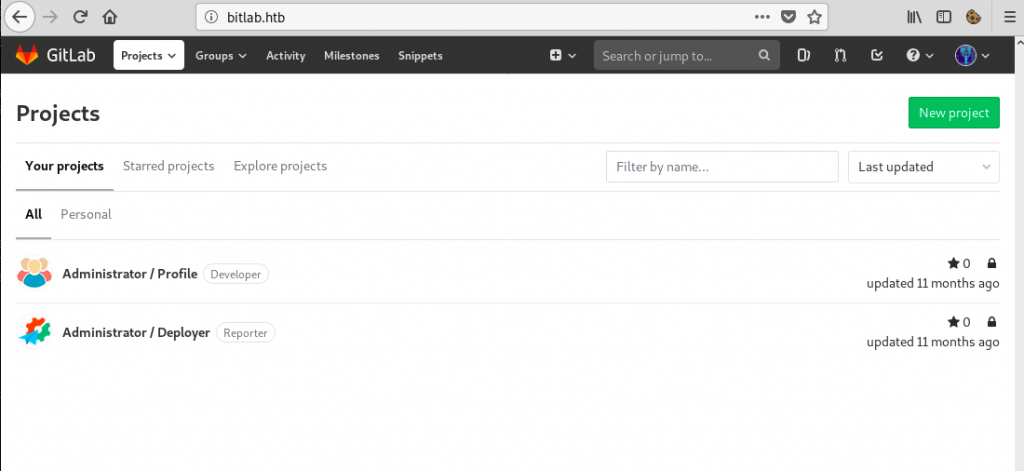 bitlab.htb
GitLab Projects Groups Activity Milestones Snippets Search or jump to...
Projects New project
Your projects Starred projects Explore projects Filter by name... Last updated
All Personal
Administrator / Profile Developer 0
updated 11 months ago
Administrator / Deployer Reporter 0
updated 11 months ago